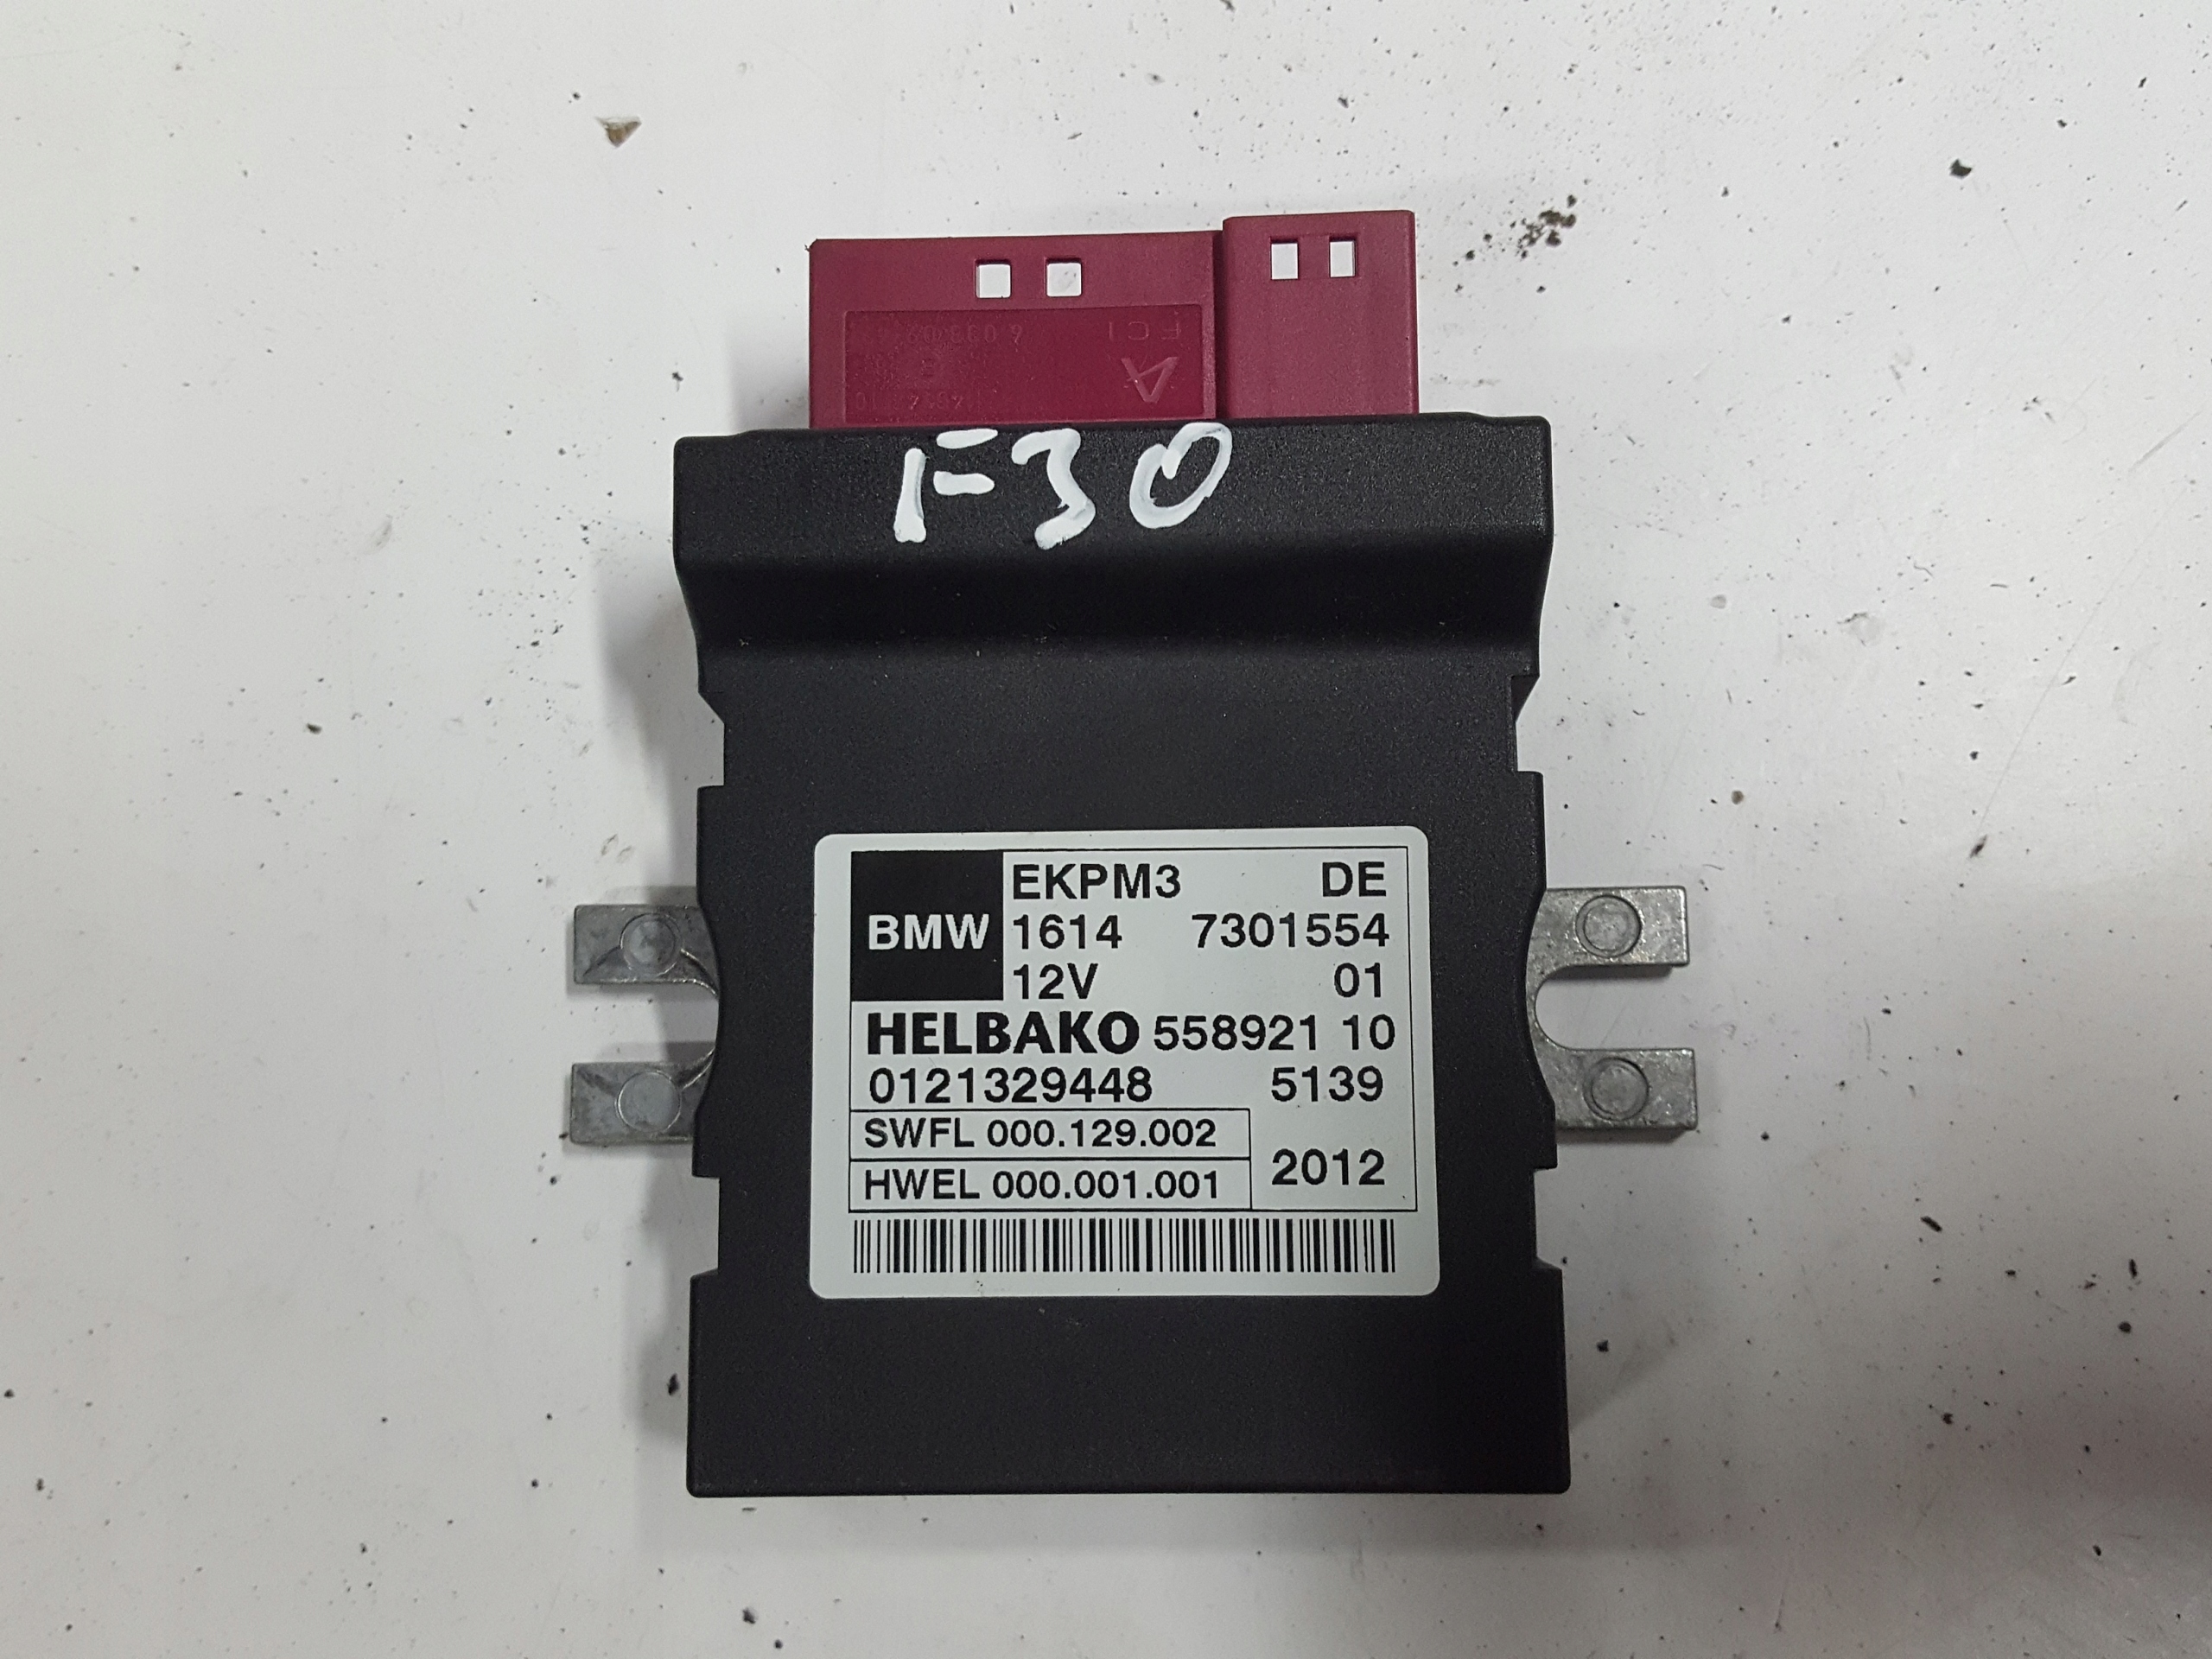 FCI
F30
BMW
EKPM3 DE
1614 7301554
12V 01
HELBAKO 558921 10
0121329448 5139
SWFL 000.129.002
HWEL 000.001.001
2012